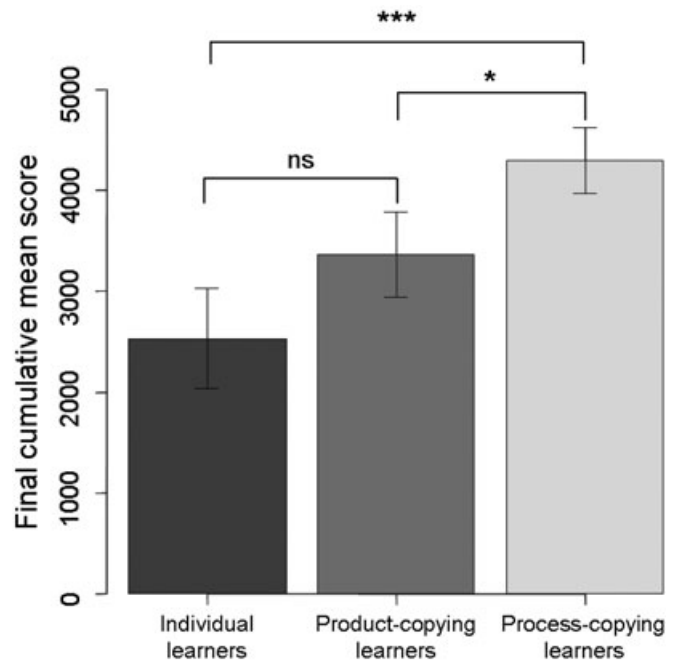 ***
*
ns
Final cumulative mean score
5000
4000
3000
2000
1000
0
Individual
learners
Product-copying
learners
Process-copying
learners